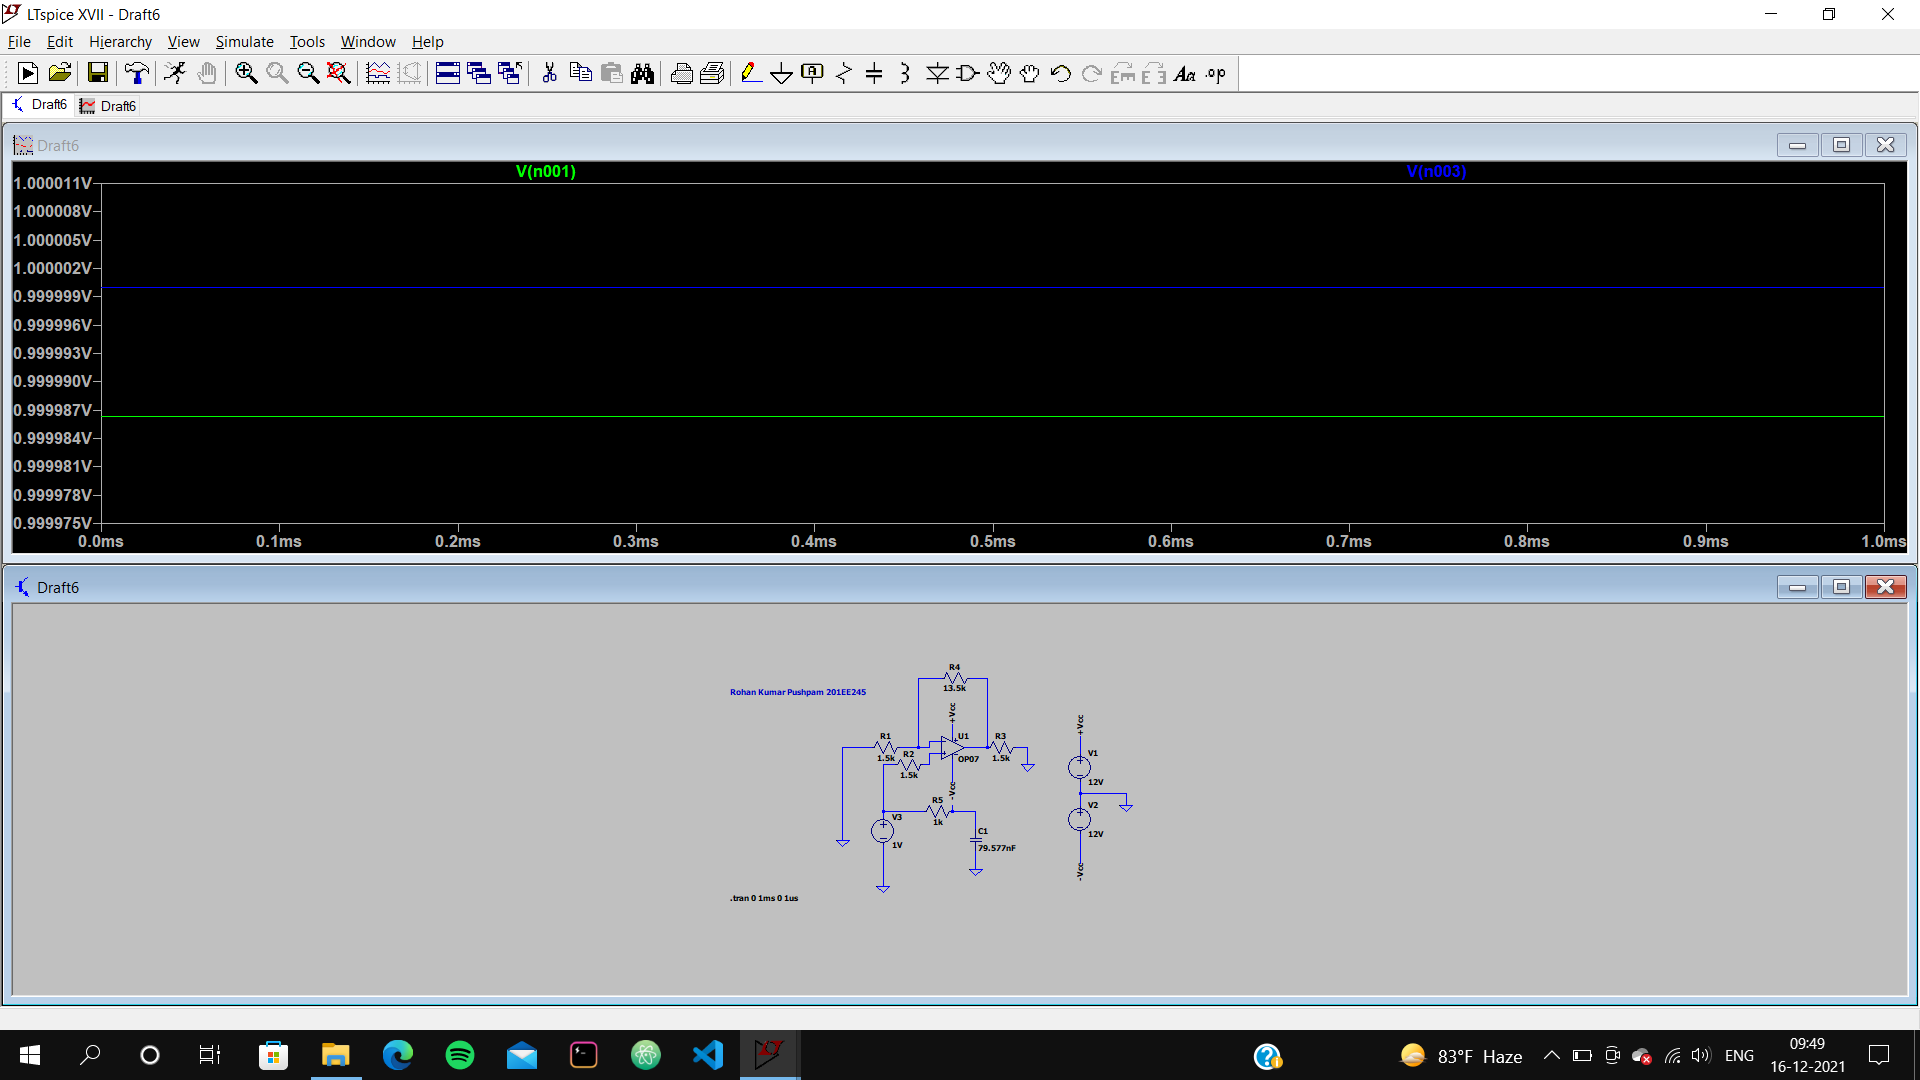 LTspice XVII - Draft6
File Edit Hierarchy View Simulate Tools Window Help
Draft6 Draft6
Draft6
V(n001) V(n003)
1.000011V
1.000008V
1.000005V
1.000002V
0.999999V
0.999996V
0.999993V
0.999990V
0.999987V
0.999984V
0.999981V
0.999978V
0.999975V
0.0ms 0.1ms 0.2ms 0.3ms 0.4ms 0.5ms 0.6ms 0.7ms 0.8ms 0.9ms 1.0ms
Draft6
R4
13.5k
Rohan Kumar Pushpam 201EE245
+Vcc
+Vcc
R1
U1
R3
1.5k
R2
1.5k
OP07
1.5k
V1
12V
-Vcc
R5
1k
V2
12V
V3
1V
C1
79.577nF
-Vcc
.tran 0 1ms 0 1us
83°F Haze
ENG
09:49
16-12-2021